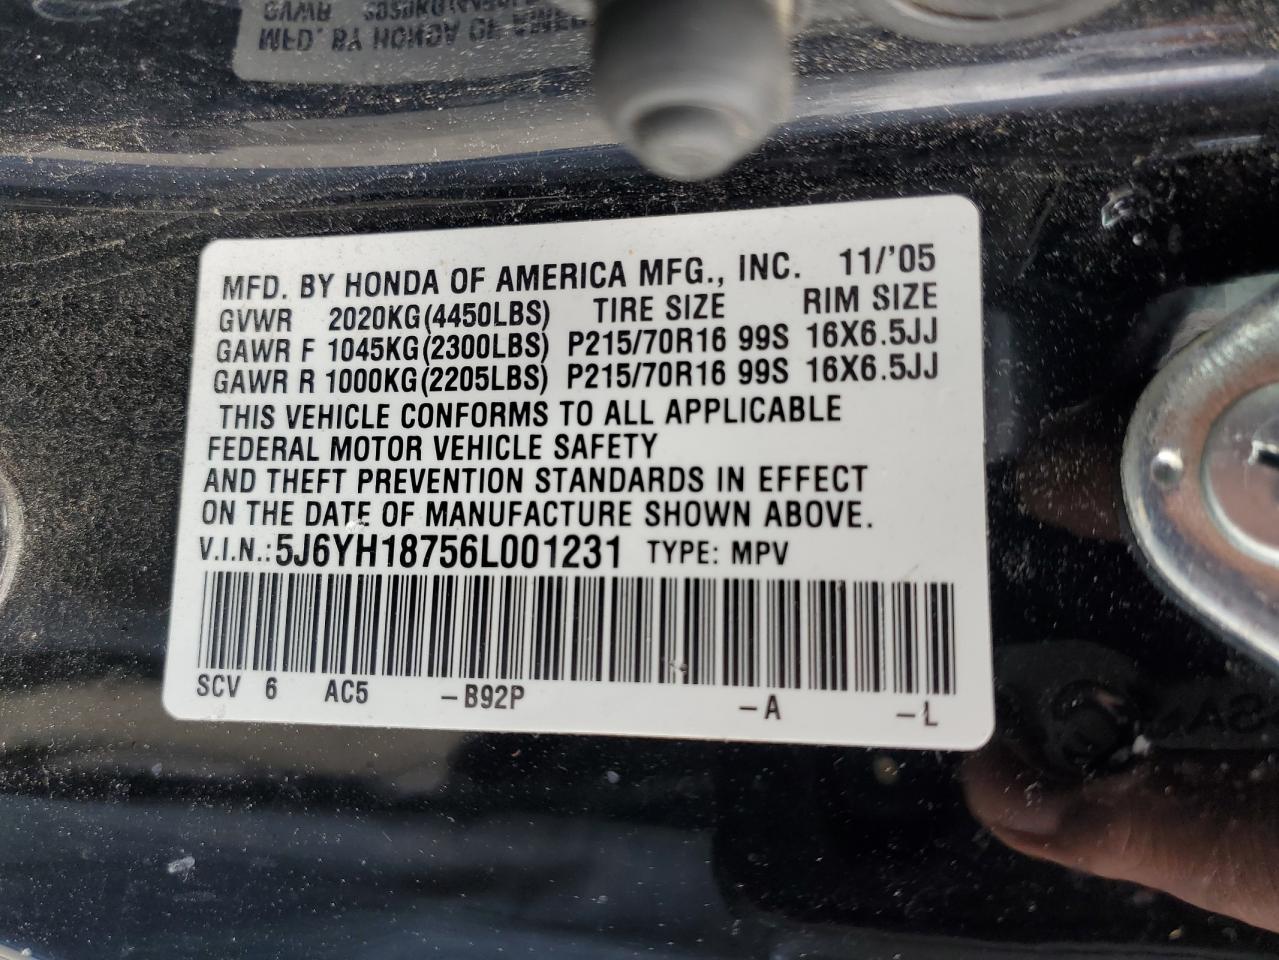 MFD. BY HONDA OF AMERICA MFG., INC. 11/'05
GVWR 2020KG(4450LBS) TIRE SIZE RIM SIZE
GAWR F 1045KG(2300LBS) P215/70R16 99S 16X6.5JJ
GAWR R 1000KG(2205LBS) P215/70R16 99S 16X6.5JJ
THIS VEHICLE CONFORMS TO ALL APPLICABLE
FEDERAL MOTOR VEHICLE SAFETY
AND THEFT PREVENTION STANDARDS IN EFFECT
ON THE DATE OF MANUFACTURE SHOWN ABOVE.
V.I.N.: 5J6YH18756L001231 TYPE: MPV
SCV 6 AC5 -B92P -A -L